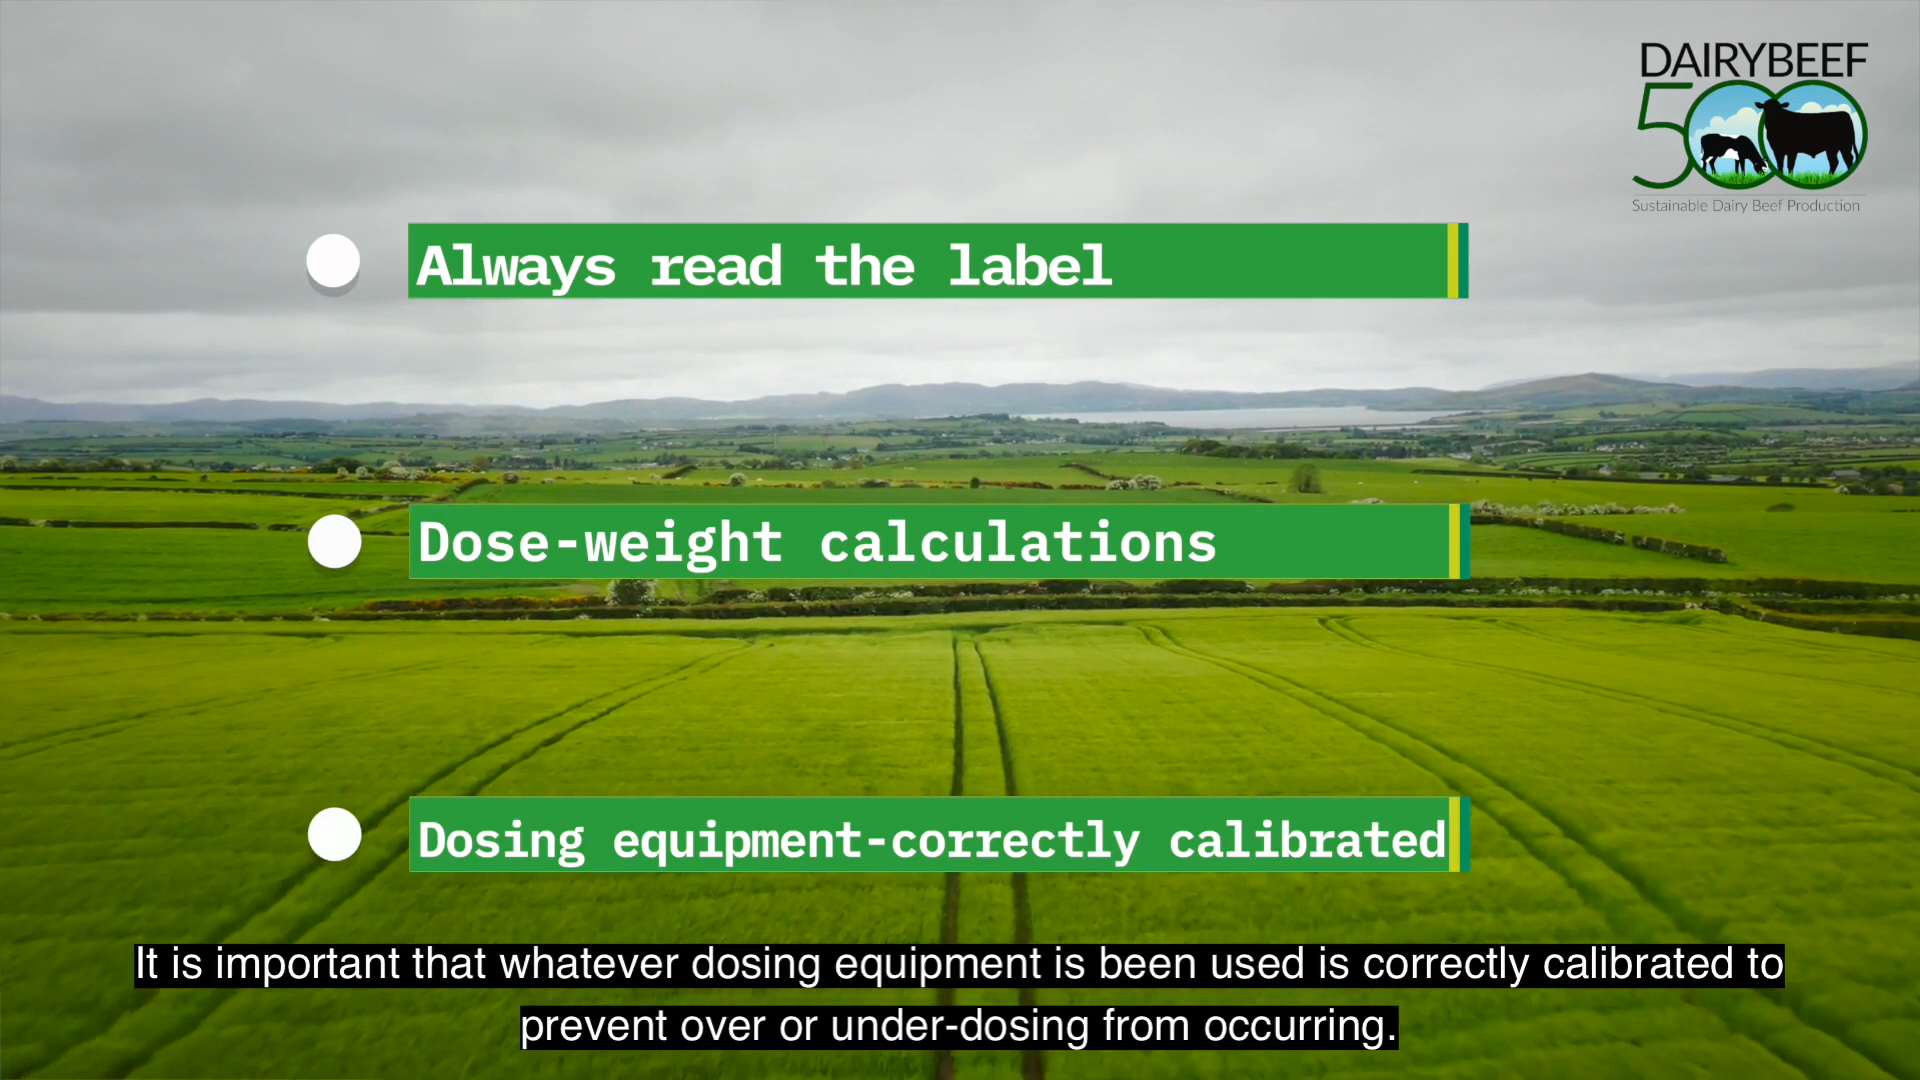 DAIRYBEEF
500
Sustainable Dairy Beef Production
Always read the label
Dose-weight calculations
Dosing equipment-correctly calibrated
It is important that whatever dosing equipment is been used is correctly calibrated to
prevent over or under-dosing from occurring.